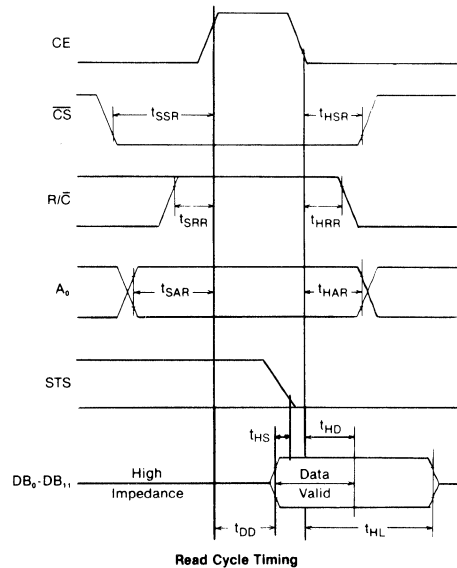 CE
CS
tSSR
tHSR
R/C
tSRR
tHRR
A0
tSAR
tHAR
STS
tHS
tHD
DB0-DB11
High
Impedance
Data
Valid
tDD
tHL
Read Cycle Timing